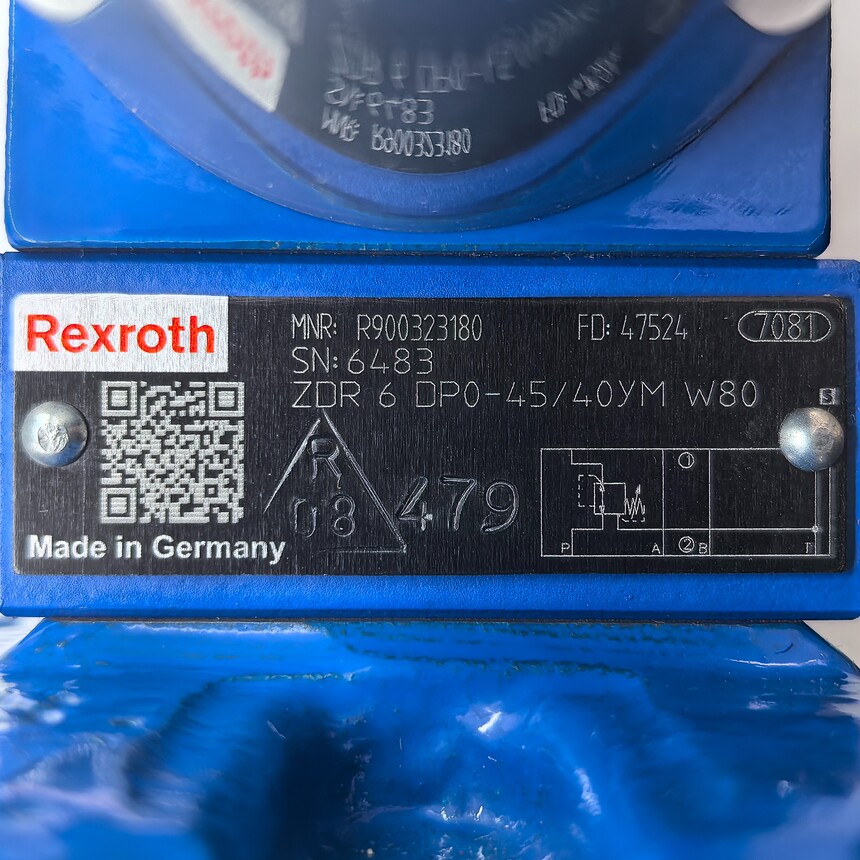 Rexroth
MNR: R900323180 FD: 47524 7081
SN: 6483
ZDR 6 DP0-45/40YM W80
S
R
08 479
1
2
P A B T
Made in Germany